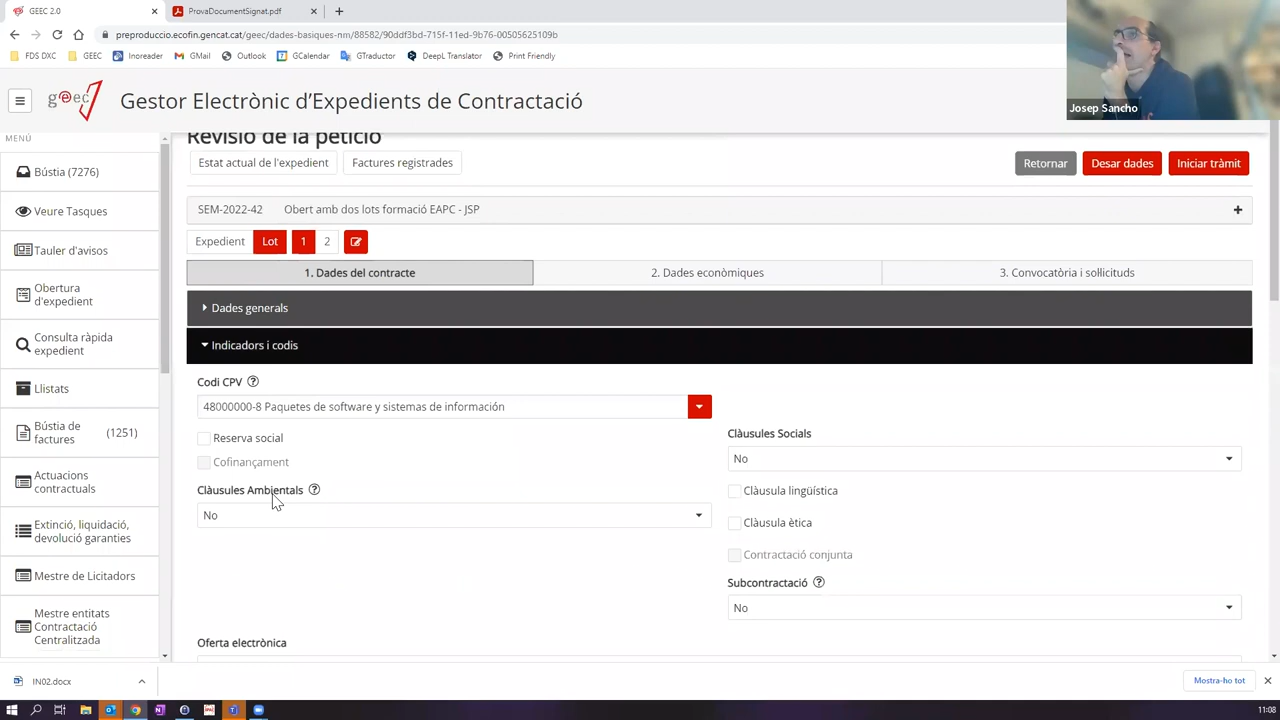 GEEC 2.0
ProvaDocumentSignat.pdf
preproduccio.ecofin.gencat.cat/geec/dades-basiques-nm/88582/90ddf3bd-715f-11ed-9b76-00505625109b
FDS DXC GEEC Inoreader GMail Outlook GCalendar GTraductor DeepL Translator Print Friendly
Josep Sancho
geec Gestor Electrònic d'Expedients de Contractació
MENÚ
Bústia (7276)
Veure Tasques
Tauler d'avisos
Obertura
d'expedient
Consulta ràpida
expedient
Llistats
Bústia de
factures (1251)
Actuacions
contractuals
Extinció, liquidació,
devolució garanties
Mestre de Licitadors
Mestre entitats
Contractació
Centralitzada
Revisió de la petició
Estat actual de l'expedient Factures registrades Retornar Desar dades Iniciar tràmit
SEM-2022-42 Obert amb dos lots formació EAPC - JSP
Expedient Lot 1 2
1. Dades del contracte 2. Dades econòmiques 3. Convocatòria i sol·licituds
Dades generals
Indicadors i codis
Codi CPV
48000000-8 Paquetes de software y sistemas de información
Reserva social
Cofinançament
Clàusules Ambientals
No
Clàusules Socials
No
Clàusula lingüística
Clàusula ètica
Contractació conjunta
Subcontractació
No
Oferta electrònica
IN02.docx
Mostra-ho tot
11:08